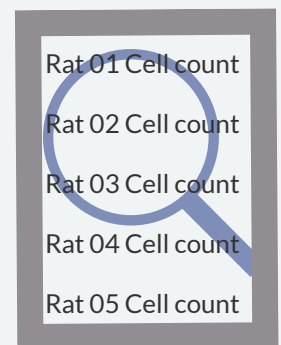 Rat 01 Cell count
Rat 02 Cell count
Rat 03 Cell count
Rat 04 Cell count
Rat 05 Cell count